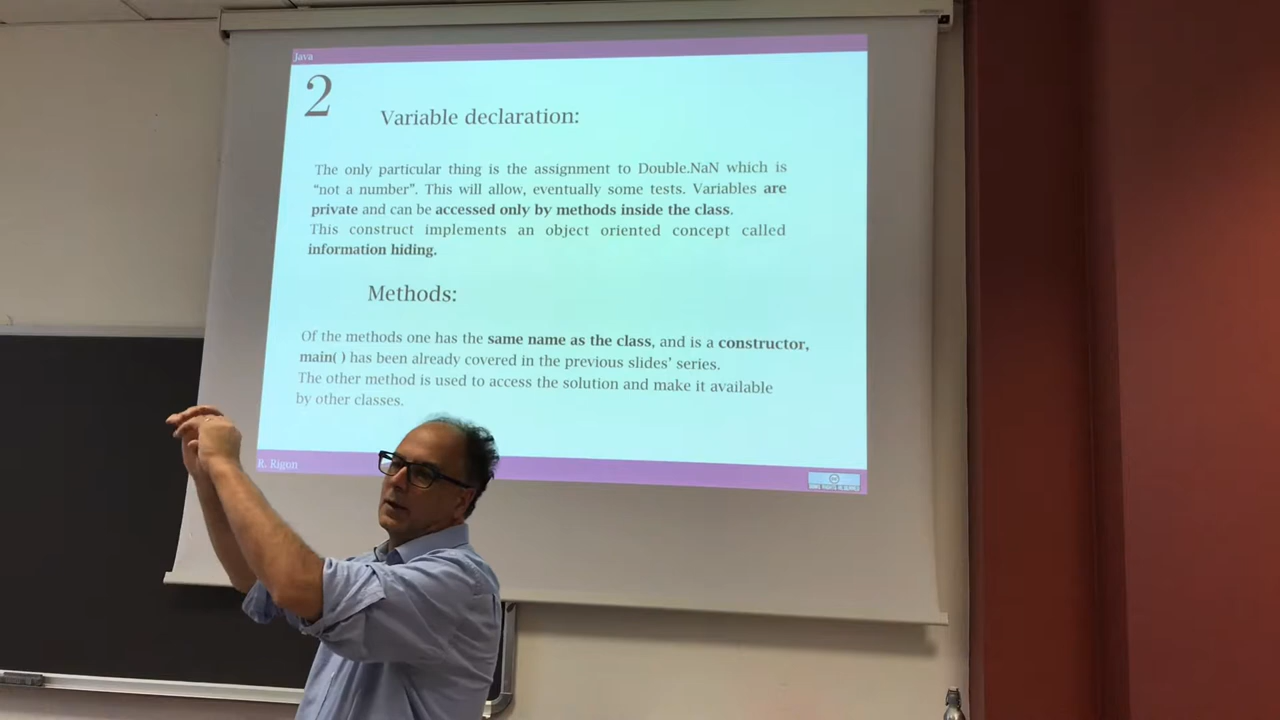 Java
2
Variable declaration:
The only particular thing is the assignment to Double.NaN which is
“not a number”. This will allow, eventually some tests. Variables are
private and can be accessed only by methods inside the class.
This construct implements an object oriented concept called
information hiding.
Methods:
Of the methods one has the same name as the class, and is a constructor,
main( ) has been already covered in the previous slides’ series.
The other method is used to access the solution and make it available
by other classes.
R. Rigon
SOME RIGHTS RESERVED